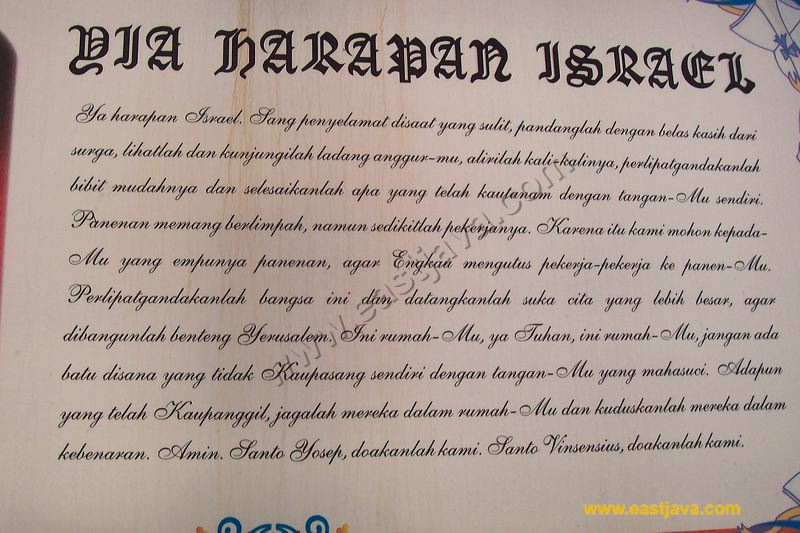 YIA HARAPAN ISRAEL
Ya harapan Israel. Sang penyelamat disaat yang sulit, pandanglah dengan belas kasih dari
surga, lihatlah dan kunjungilah ladang anggur-mu, alirilah kali-kalinya, perlipatgandakanlah
bibit mudahnya dan selesaikanlah apa yang telah kautanam dengan tangan-Mu sendiri.
Panenan memang berlimpah, namun sedikitlah pekerjanya. Karena itu kami mohon kepada-
Mu yang empunya panenan, agar Engkau mengutus pekerja-pekerja ke panen-Mu.
Perlipatgandakanlah bangsa ini dan datangkanlah suka cita yang lebih besar, agar
dibangunlah benteng Yerusalem. Ini rumah-Mu, ya Tuhan, ini rumah-Mu, jangan ada
batu disana yang tidak Kaupasang sendiri dengan tangan-Mu yang mahasuci. Adapun
yang telah Kaupanggil, jagalah mereka dalam rumah-Mu dan kuduskanlah mereka dalam
kebenaran. Amin. Santo Yosep, doakanlah kami. Santo Vinsensius, doakanlah kami.
www.eastjava.com
www.eastjava.com